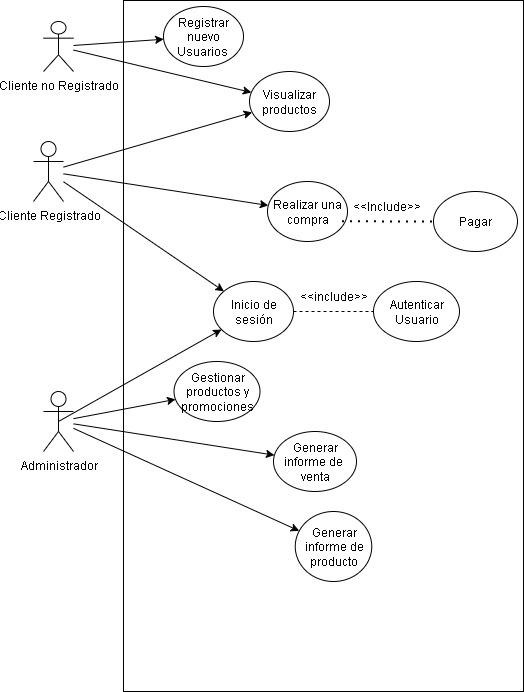 Registrar
nuevo
Usuarios
Cliente no Registrado
Visualizar
productos
Cliente Registrado
Realizar una
compra
<<Include>>
Pagar
Inicio de
sesión
<<include>>
Autenticar
Usuario
Gestionar
productos y
promociones
Administrador
Generar
informe de
venta
Generar
informe de
producto